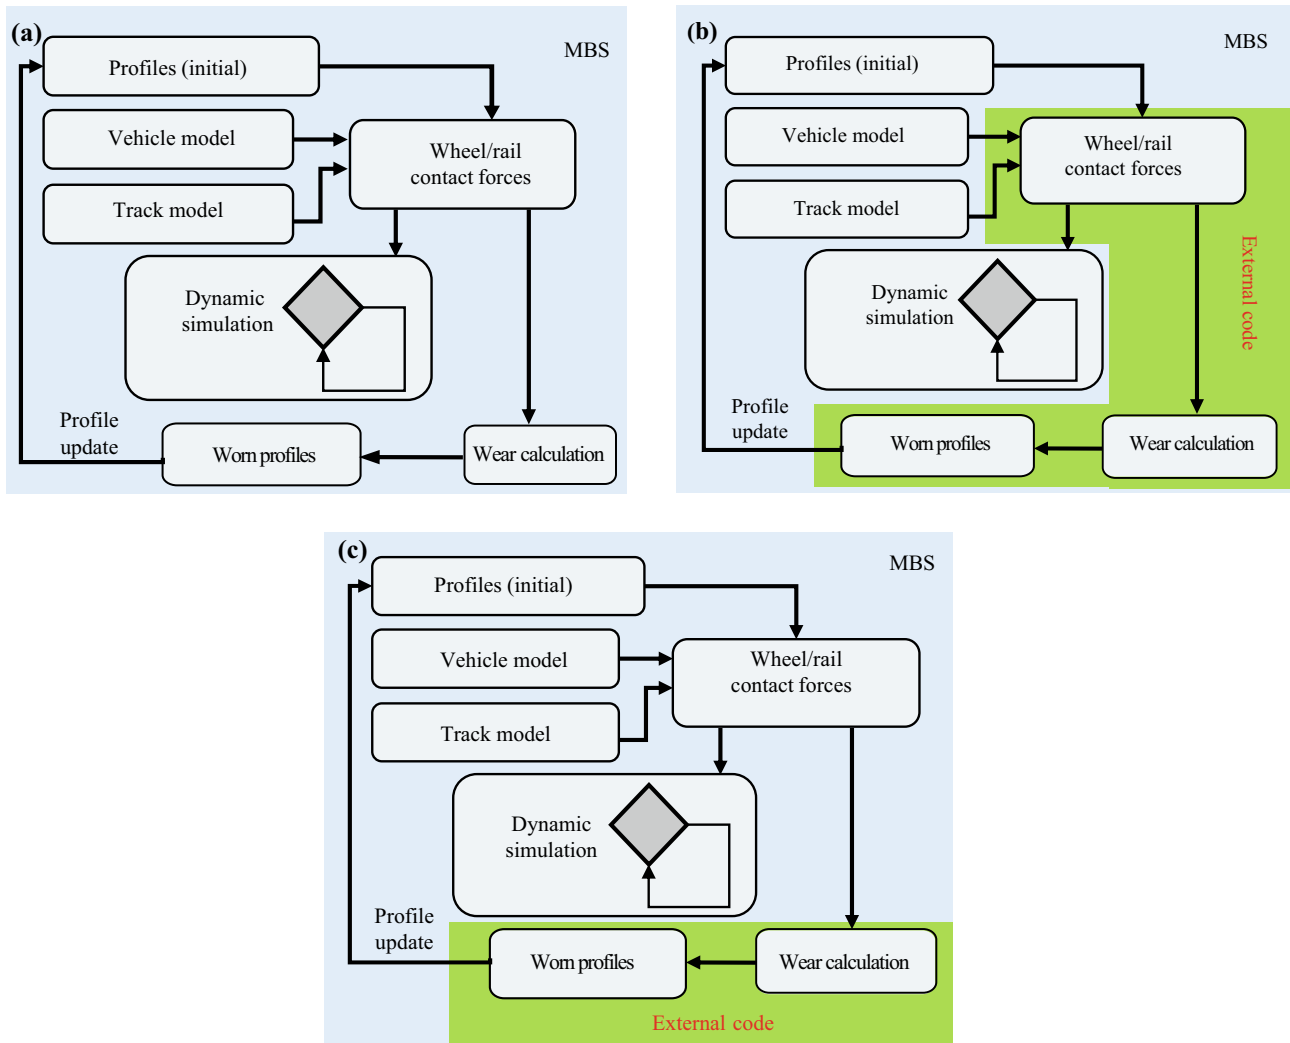 (a)
MBS
Profiles (initial)
Vehicle model
Wheel/rail
contact forces
Track model
Dynamic
simulation
Profile
update
Worn profiles
Wear calculation
(b)
MBS
Profiles (initial)
Vehicle model
Wheel/rail
contact forces
Track model
External code
Dynamic
simulation
Profile
update
Worn profiles
Wear calculation
(c)
MBS
Profiles (initial)
Vehicle model
Wheel/rail
contact forces
Track model
Dynamic
simulation
Profile
update
Worn profiles
Wear calculation
External code